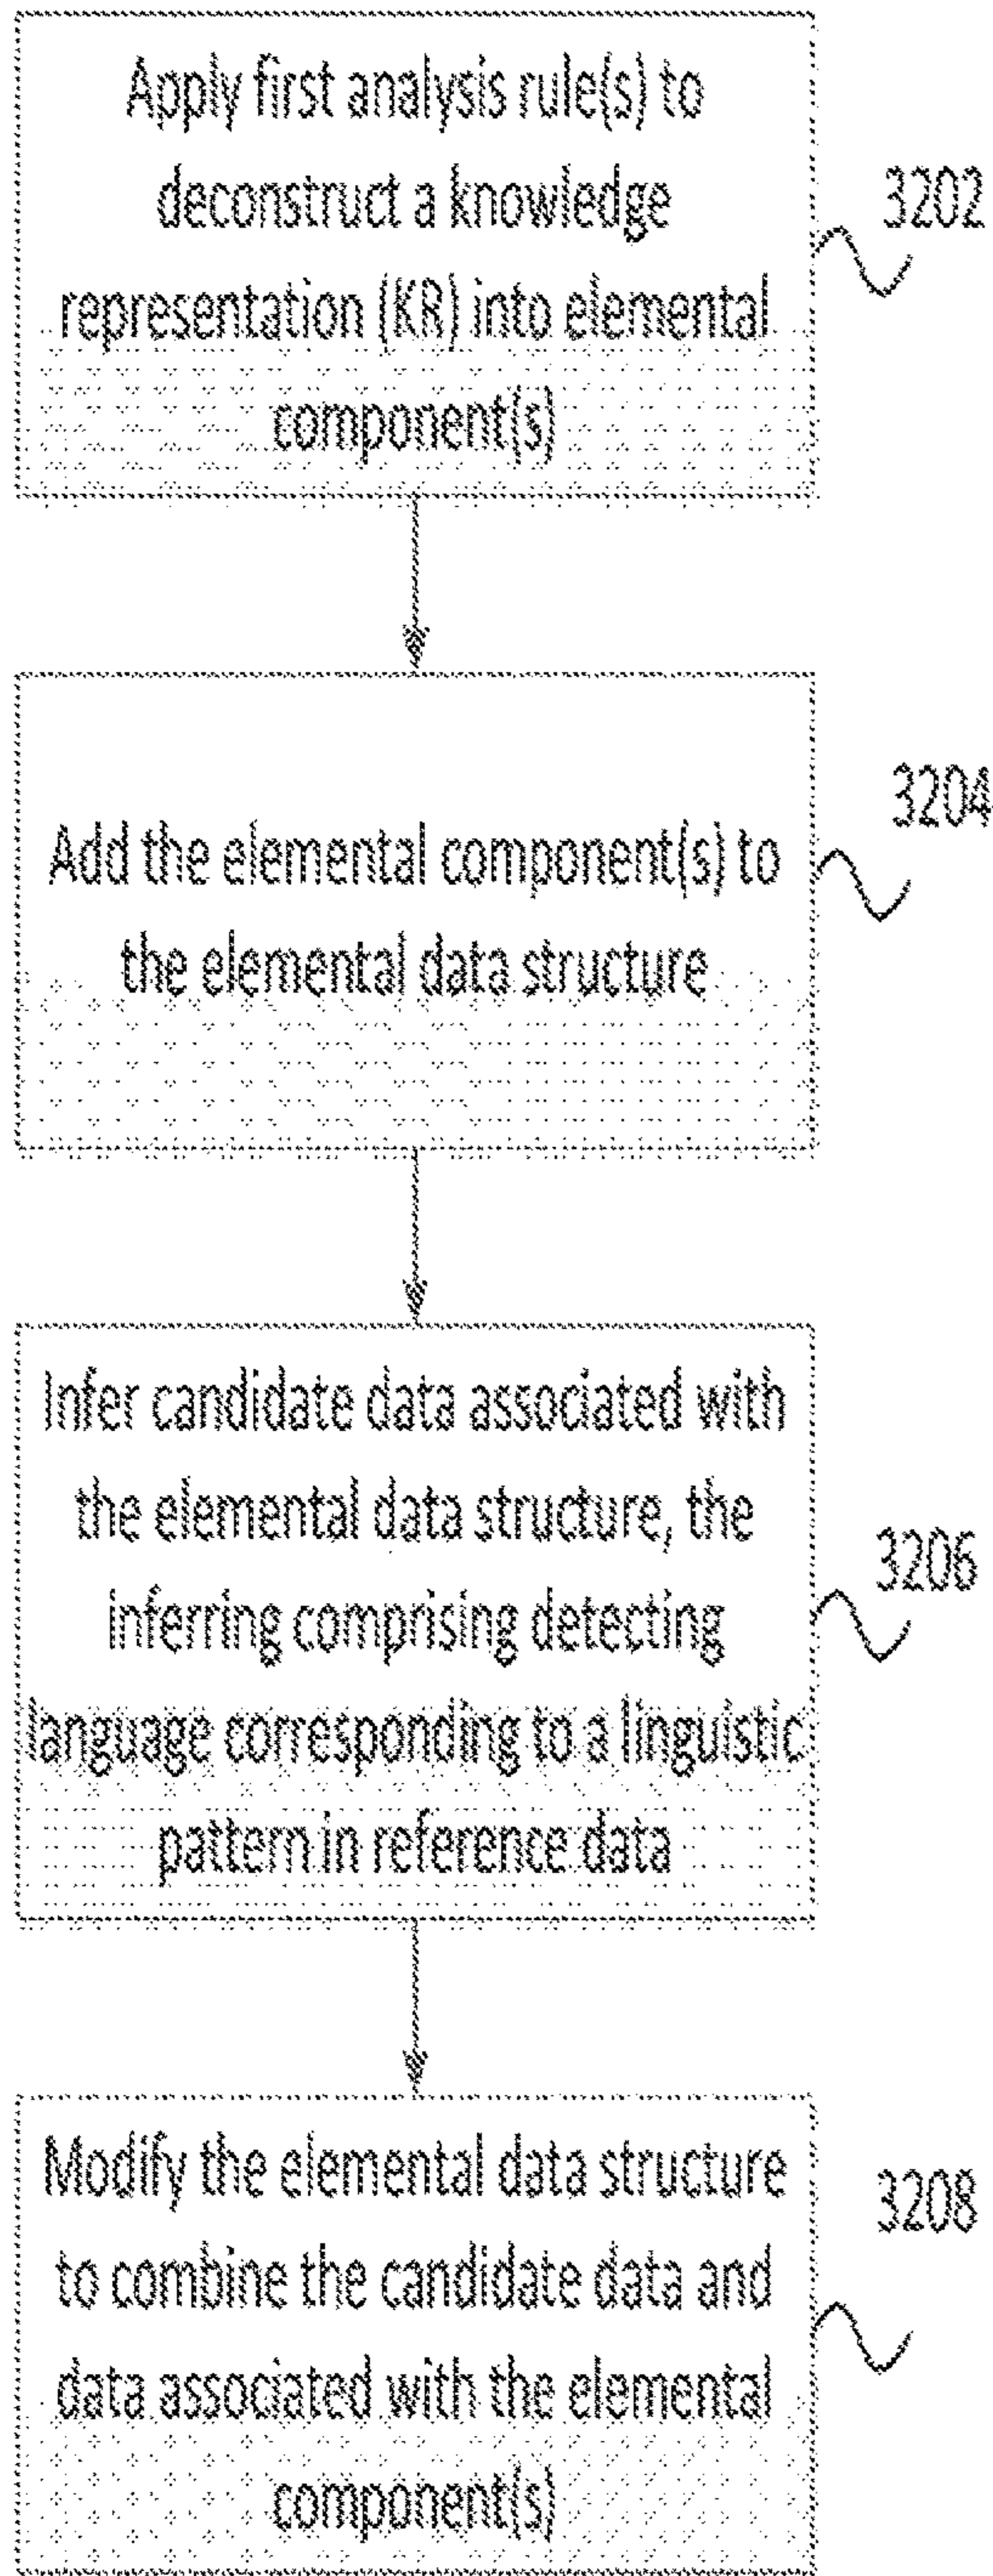 Apply first analysis rule(s) to
deconstruct a knowledge
representation (KR) into elemental
component(s)
3202
Add the elemental component(s) to
the elemental data structure
3204
Infer candidate data associated with
the elemental data structure, the
inferring comprising detecting
language corresponding to a linguistic
pattern in reference data
3206
Modify the elemental data structure
to combine the candidate data and
data associated with the elemental
component(s)
3208